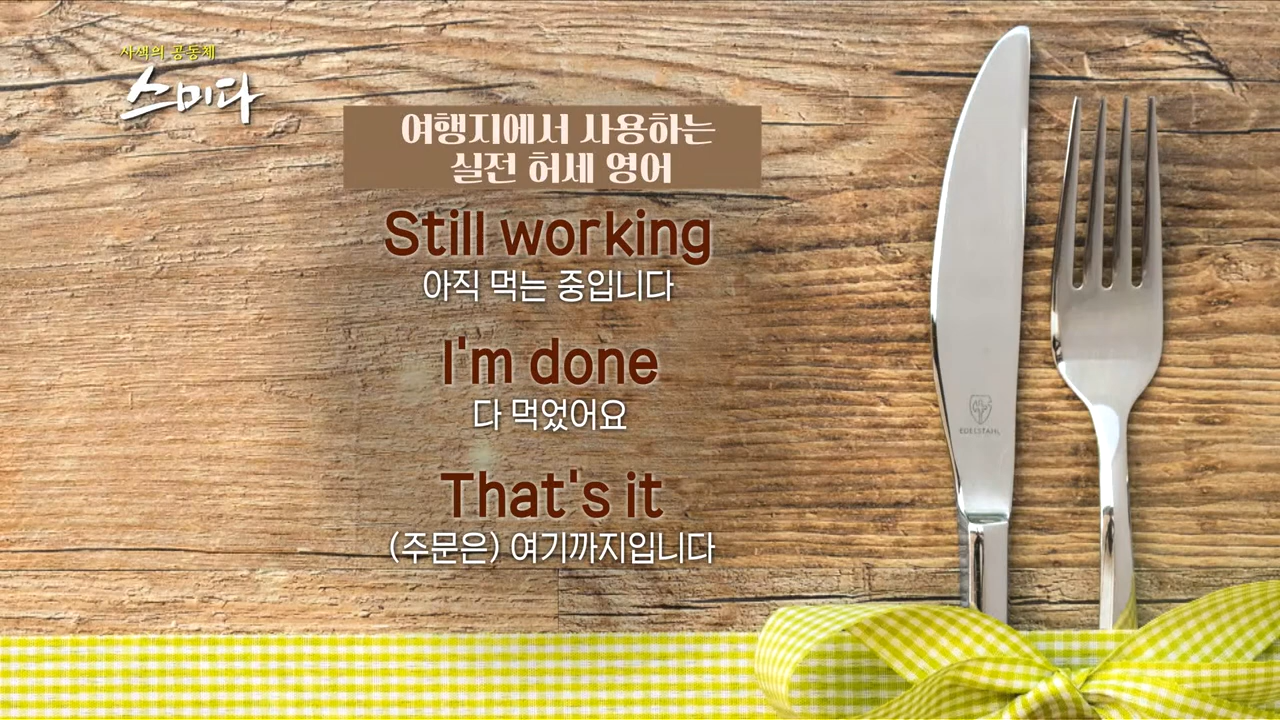 사색의 공동체
스미다
여행지에서 사용하는
실전 허세 영어
Still working
아직 먹는 중입니다
I'm done
다 먹었어요
That's it
(주문은) 여기까지입니다
EDELSTAHL